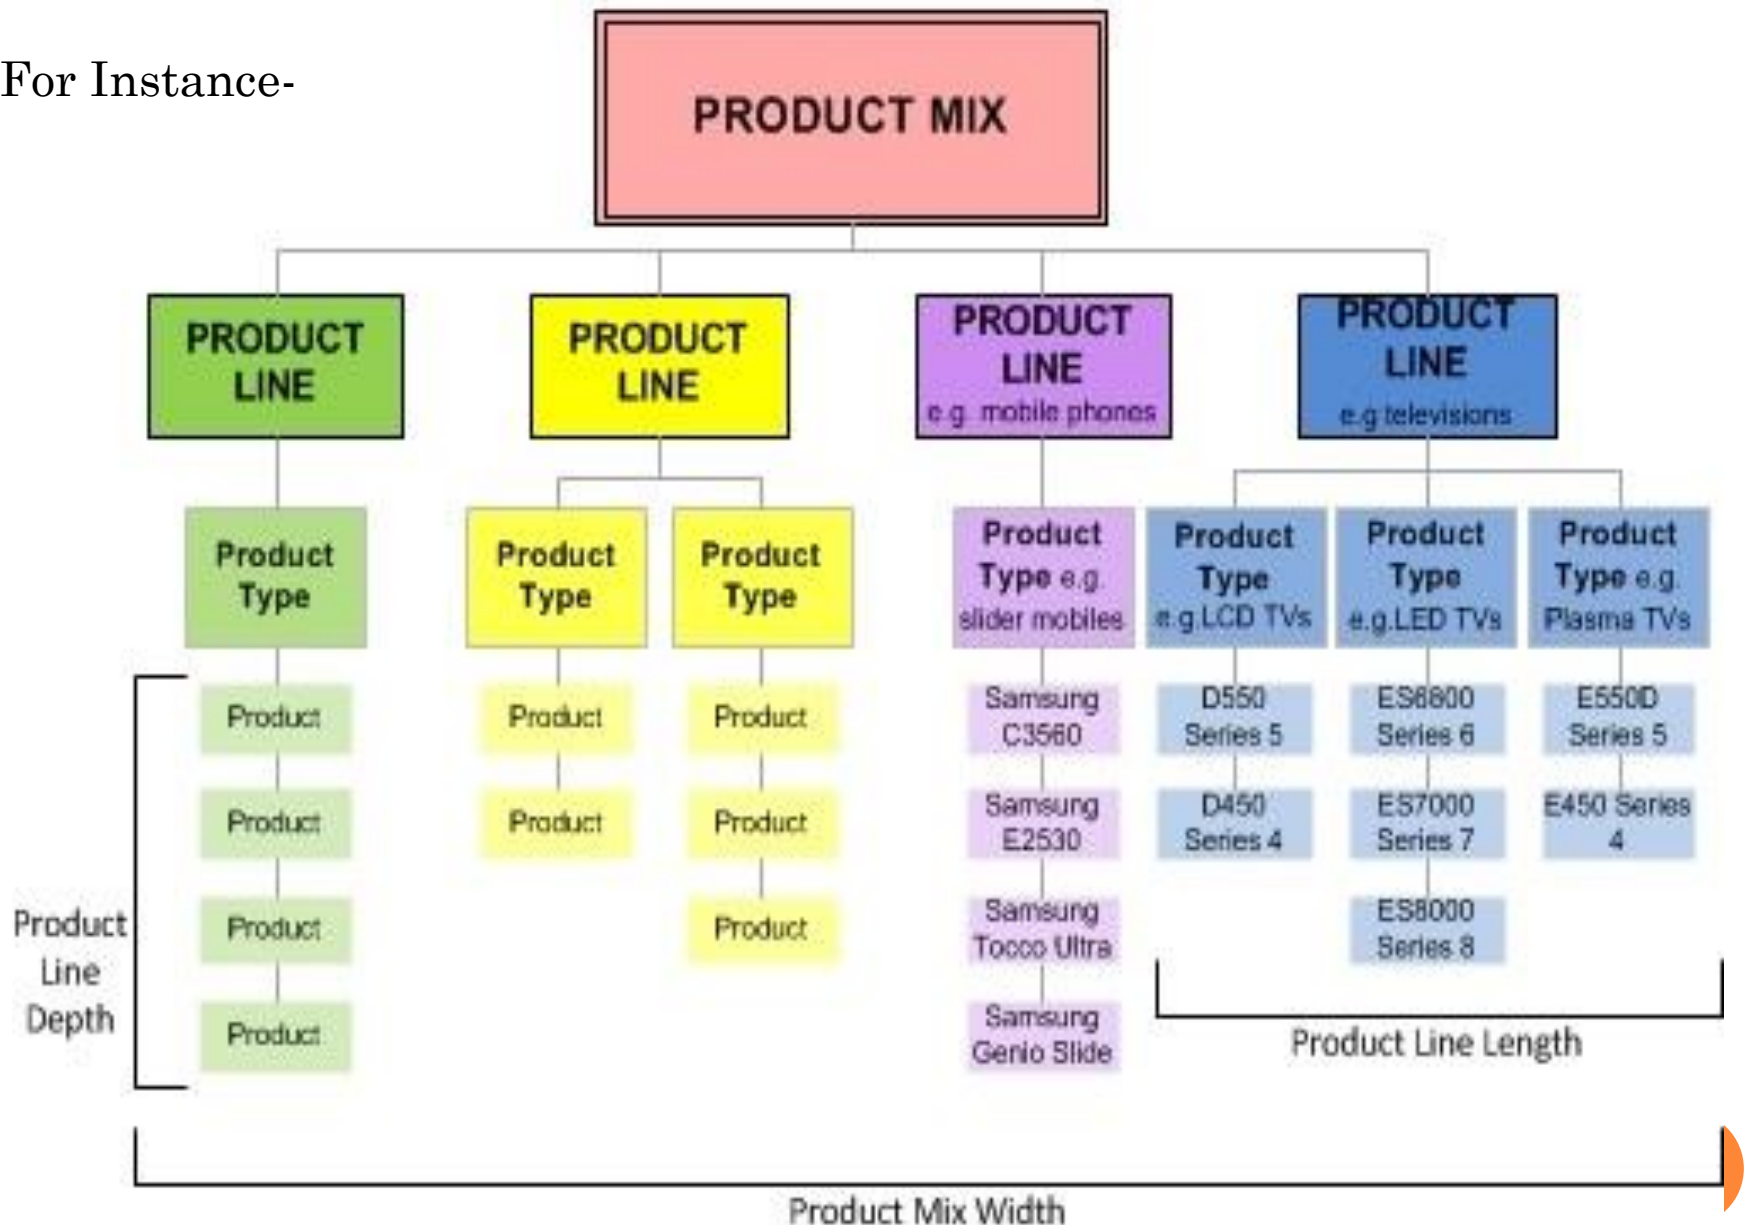 For Instance-
PRODUCT MIX
PRODUCT
LINE
PRODUCT
LINE
PRODUCT
LINE
e.g. mobile phones
PRODUCT
LINE
e.g televisions
Product
Type
Product
Type
Product
Type
Product
Type e.g.
slider mobiles
Product
Type
e.g.LCD TVs
Product
Type
e.g.LED TVs
Product
Type e.g.
Plasma TVs
Product
Product
Product
Product
Product
Product
Product
Product
Product
Samsung
C3560
Samsung
E2530
Samsung
Tocco Ultra
Samsung
Genio Slide
D550
Series 5
D450
Series 4
ES6800
Series 6
ES7000
Series 7
ES8000
Series 8
E550D
Series 5
E450 Series
4
Product
Line
Depth
Product Line Length
Product Mix Width